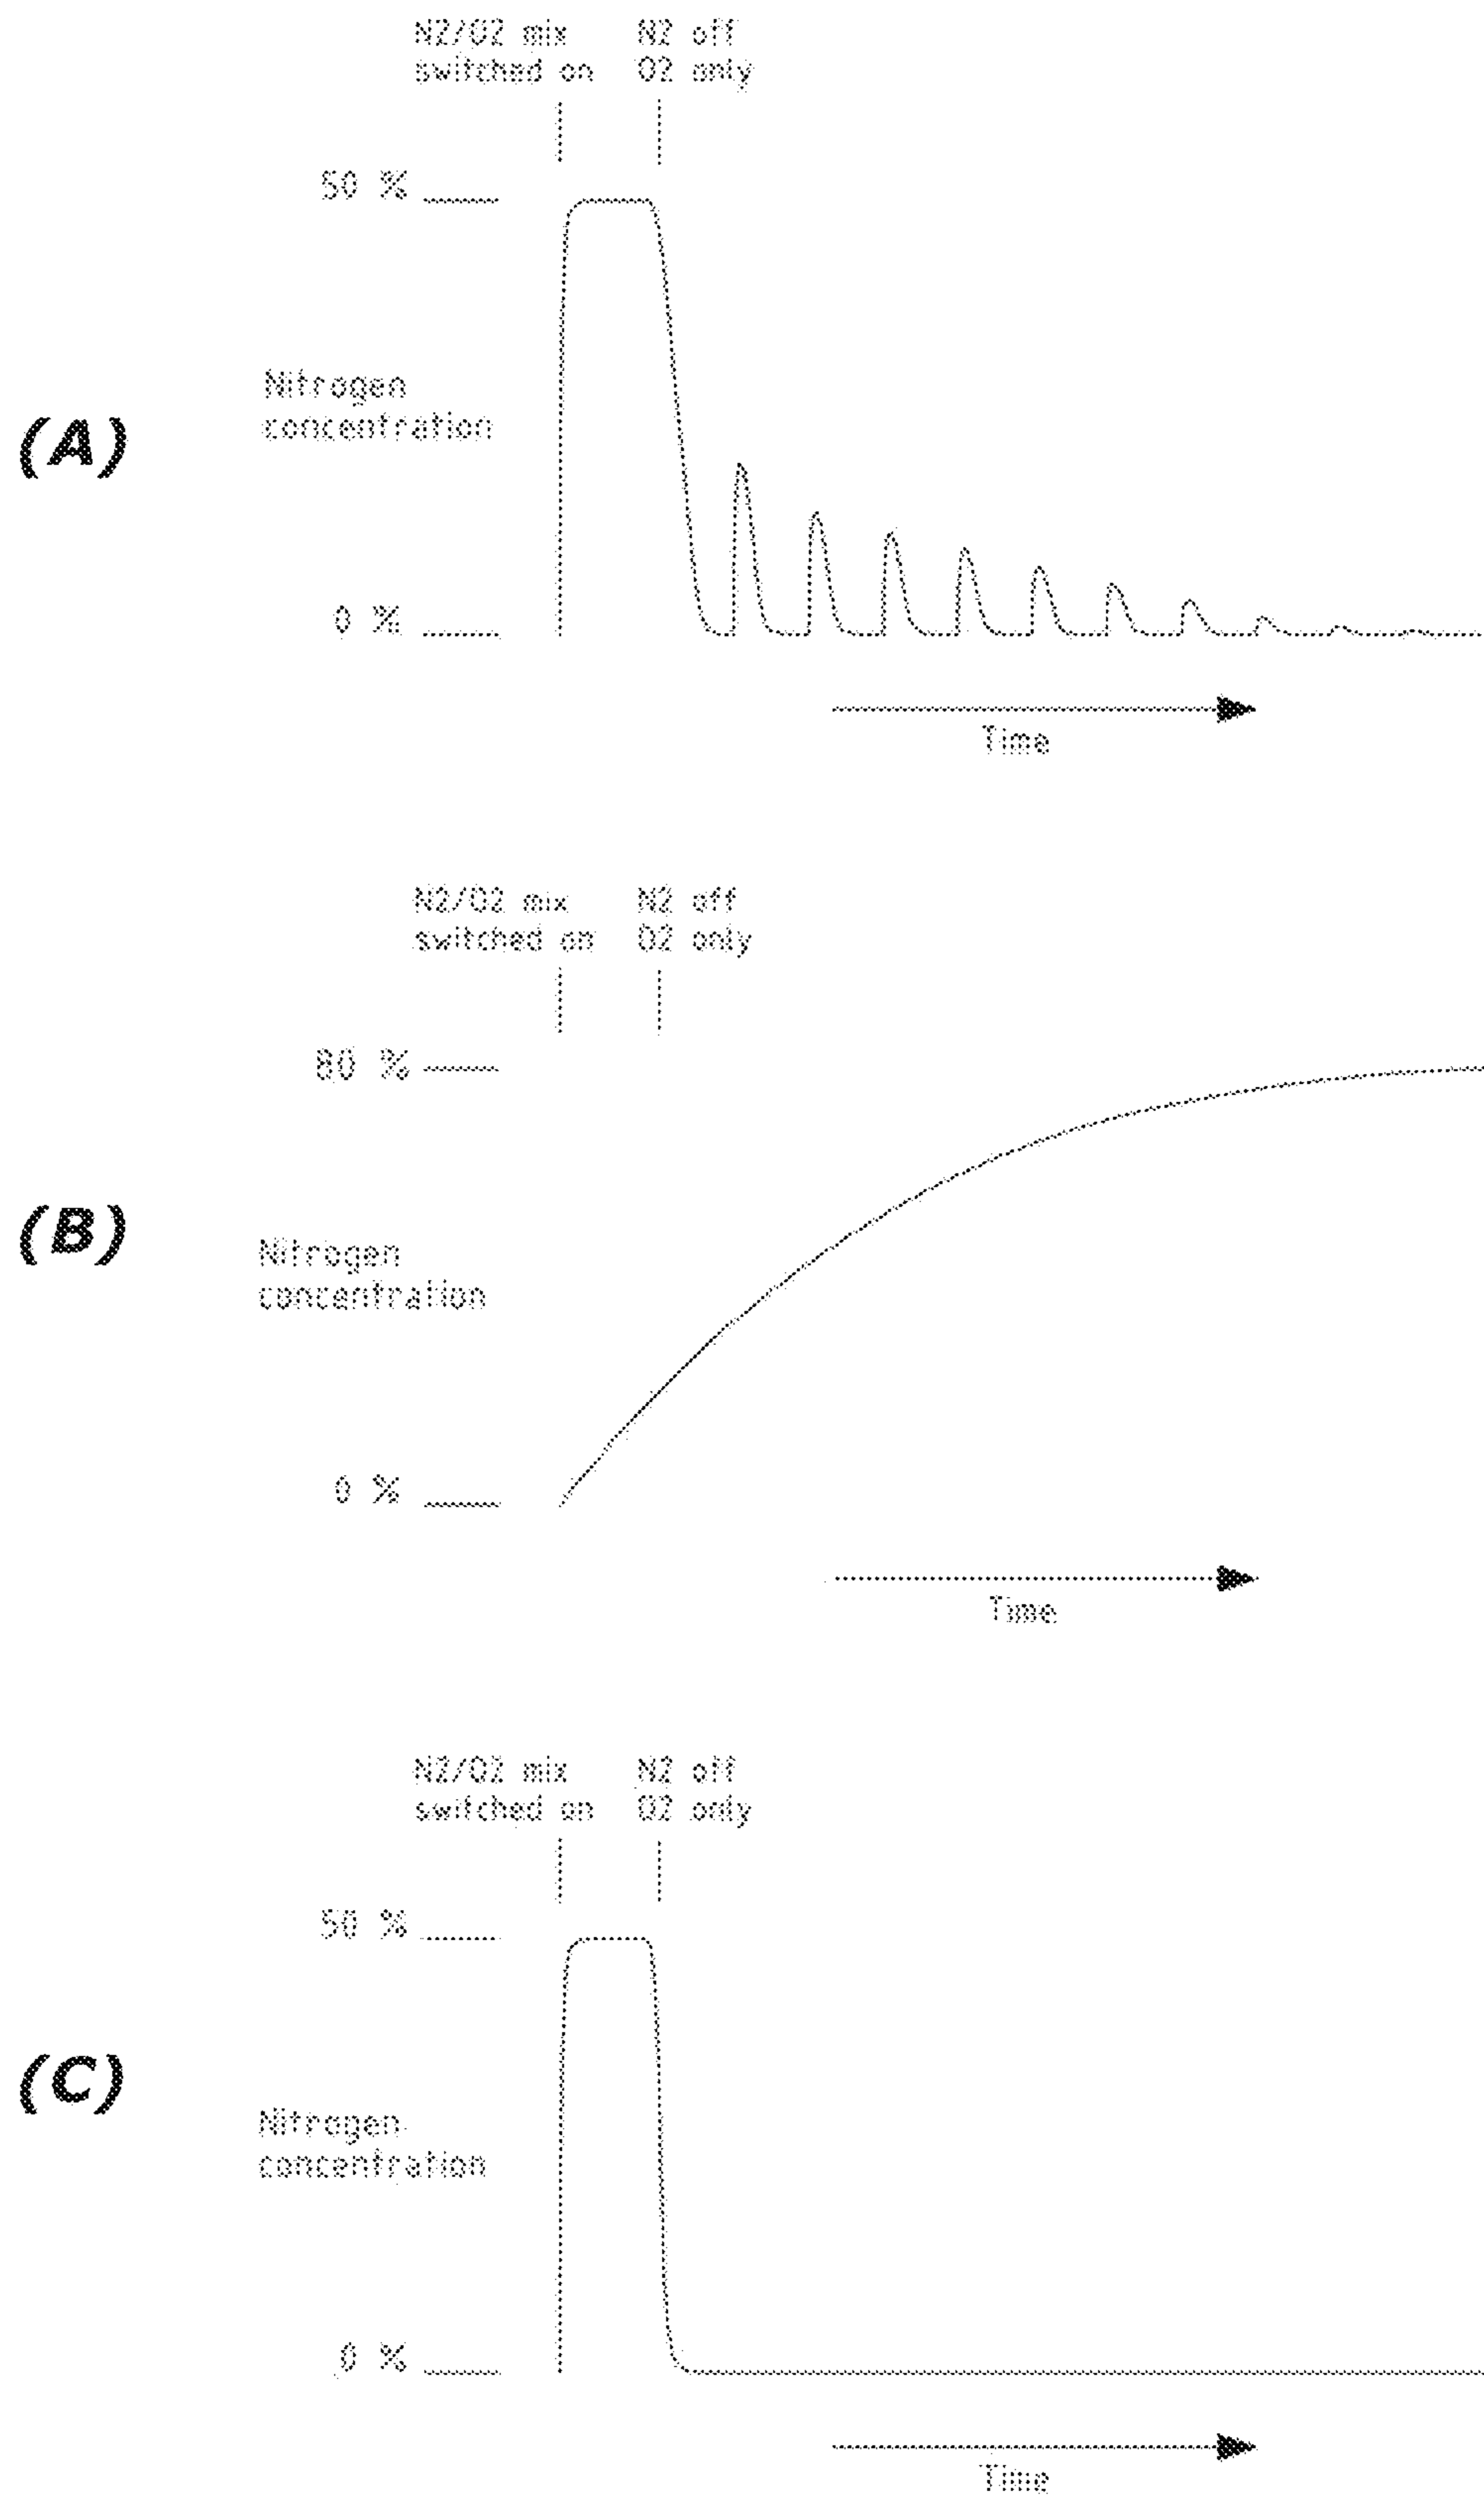 N2/O2 mix N2 off
switched on O2 only
50 %
Nitrogen
concentration
(A)
0 %
Time
N2/O2 mix N2 off
switched on O2 only
80 %
(B)
Nitrogen
concentration
0 %
Time
N2/O2 mix N2 off
switched on O2 only
50 %
(C)
Nitrogen
concentration
0 %
Time